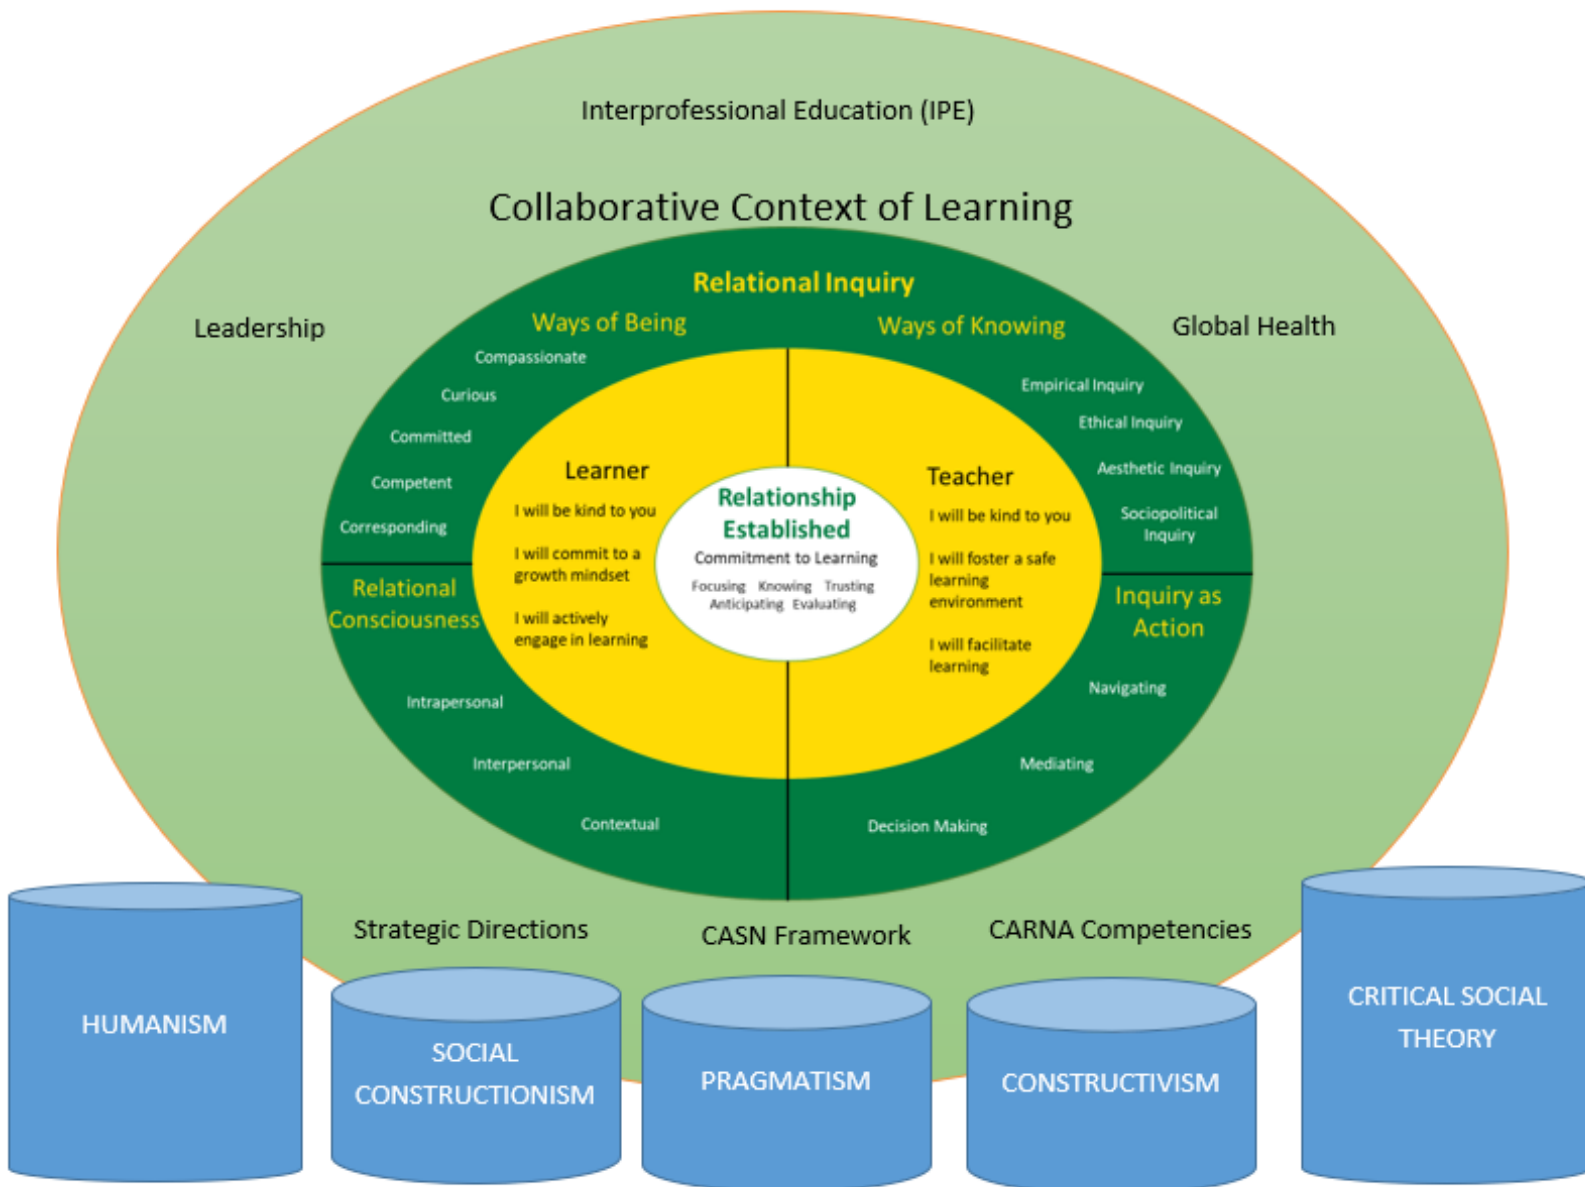 Interprofessional Education (IPE)
Collaborative Context of Learning
Leadership
Global Health
Relational Inquiry
Ways of Being
Compassionate
Curious
Committed
Competent
Corresponding
Ways of Knowing
Empirical Inquiry
Ethical Inquiry
Aesthetic Inquiry
Sociopolitical
Inquiry
Learner
I will be kind to you
I will commit to a
growth mindset
I will actively
engage in learning
Relationship
Established
Commitment to Learning
Focusing Knowing Trusting
Anticipating Evaluating
Teacher
I will be kind to you
I will foster a safe
learning
environment
I will facilitate
learning
Relational
Consciousness
Intrapersonal
Interpersonal
Contextual
Inquiry as
Action
Navigating
Mediating
Decision Making
Strategic Directions
CASN Framework
CARNA Competencies
HUMANISM
SOCIAL
CONSTRUCTIONISM
PRAGMATISM
CONSTRUCTIVISM
CRITICAL SOCIAL
THEORY